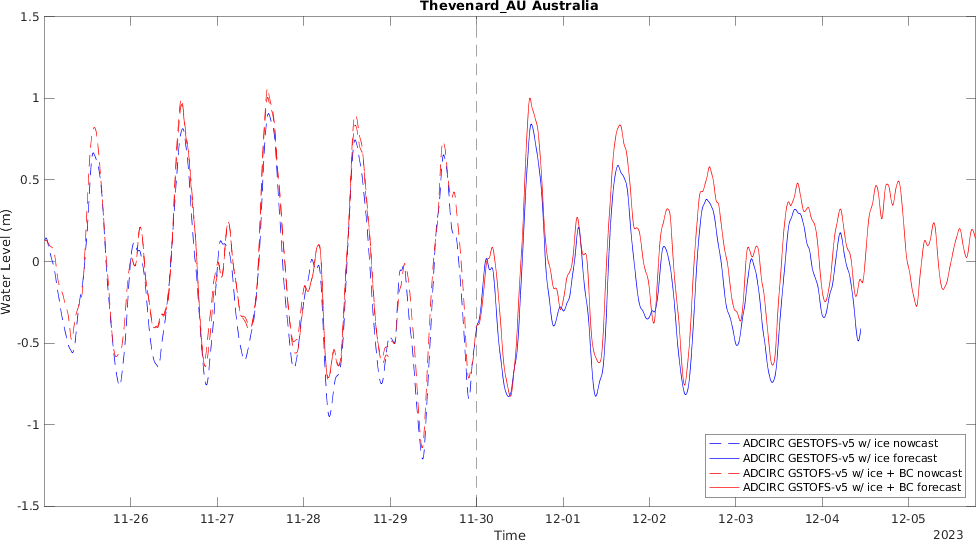 Thevenard_AU Australia
1.5
1
0.5
0
-0.5
-1
-1.5
Water Level (m)
11-26
11-27
11-28
11-29
11-30
12-01
12-02
12-03
12-04
12-05
Time
2023
ADCIRC GESTOFS-v5 w/ ice nowcast
ADCIRC GESTOFS-v5 w/ ice forecast
ADCIRC GSTOFS-v5 w/ ice + BC nowcast
ADCIRC GSTOFS-v5 w/ ice + BC forecast